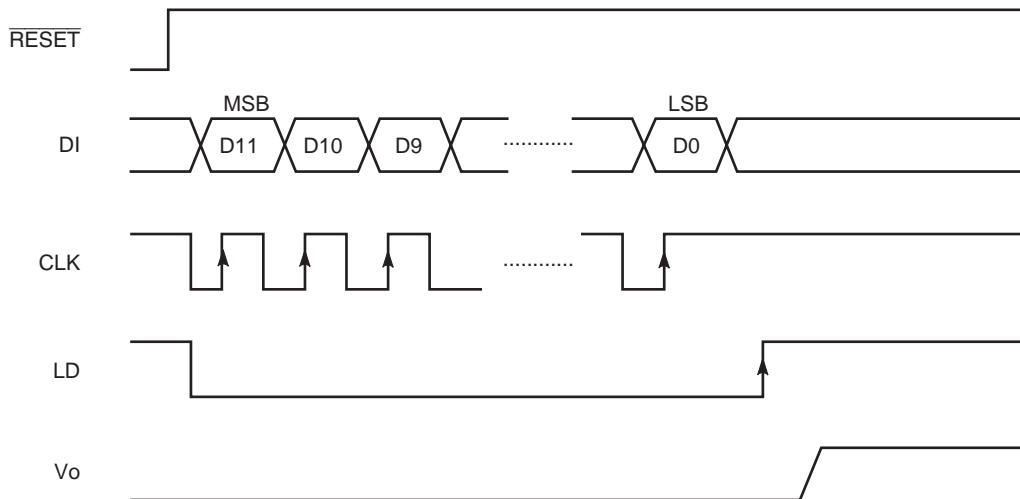 RESET
MSB
LSB
DI
D11
D10
D9
............
D0
CLK
............
LD
Vo